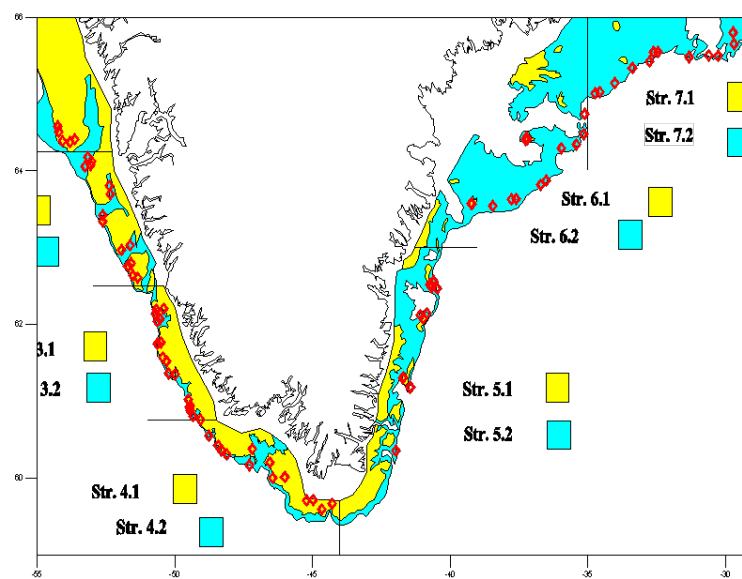 66
Str. 7.1
Str. 7.2
64
Str. 6.1
Str. 6.2
62
3.1
3.2
Str. 5.1
Str. 5.2
60
Str. 4.1
Str. 4.2
-55 -50 -45 -40 -35 -30